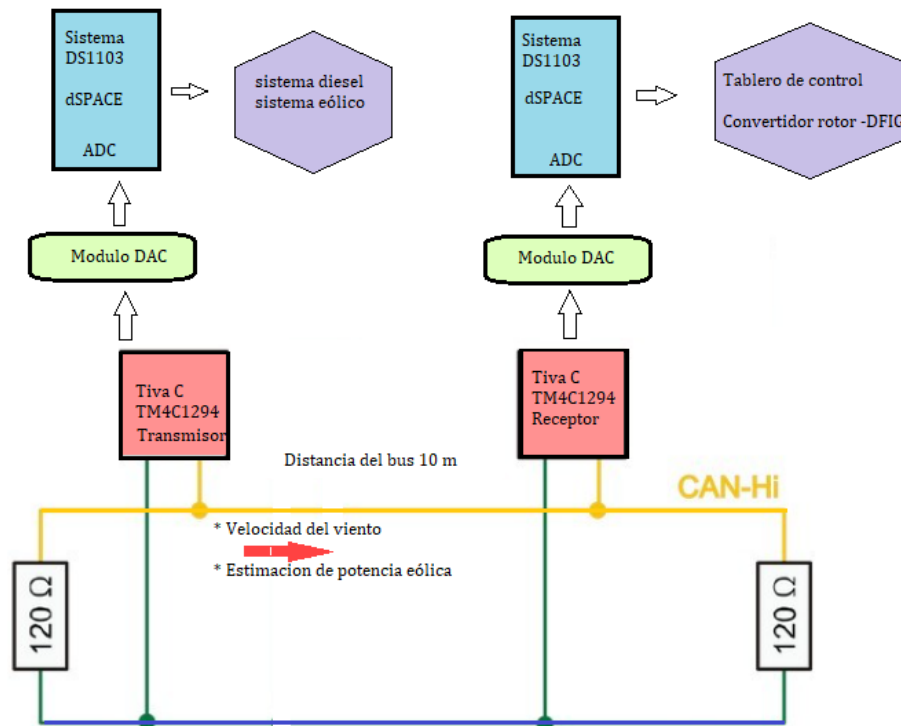 Sistema
DS1103
dSPACE
ADC
sistema diesel
sistema eólico
Sistema
DS1103
dSPACE
ADC
Tablero de control
Convertidor rotor -DFIG
Modulo DAC
Modulo DAC
Tiva C
TM4C1294
Transmisor
Tiva C
TM4C1294
Receptor
Distancia del bus 10 m
CAN-Hi
* Velocidad del viento
* Estimacion de potencia eólica
120 Ω
120 Ω